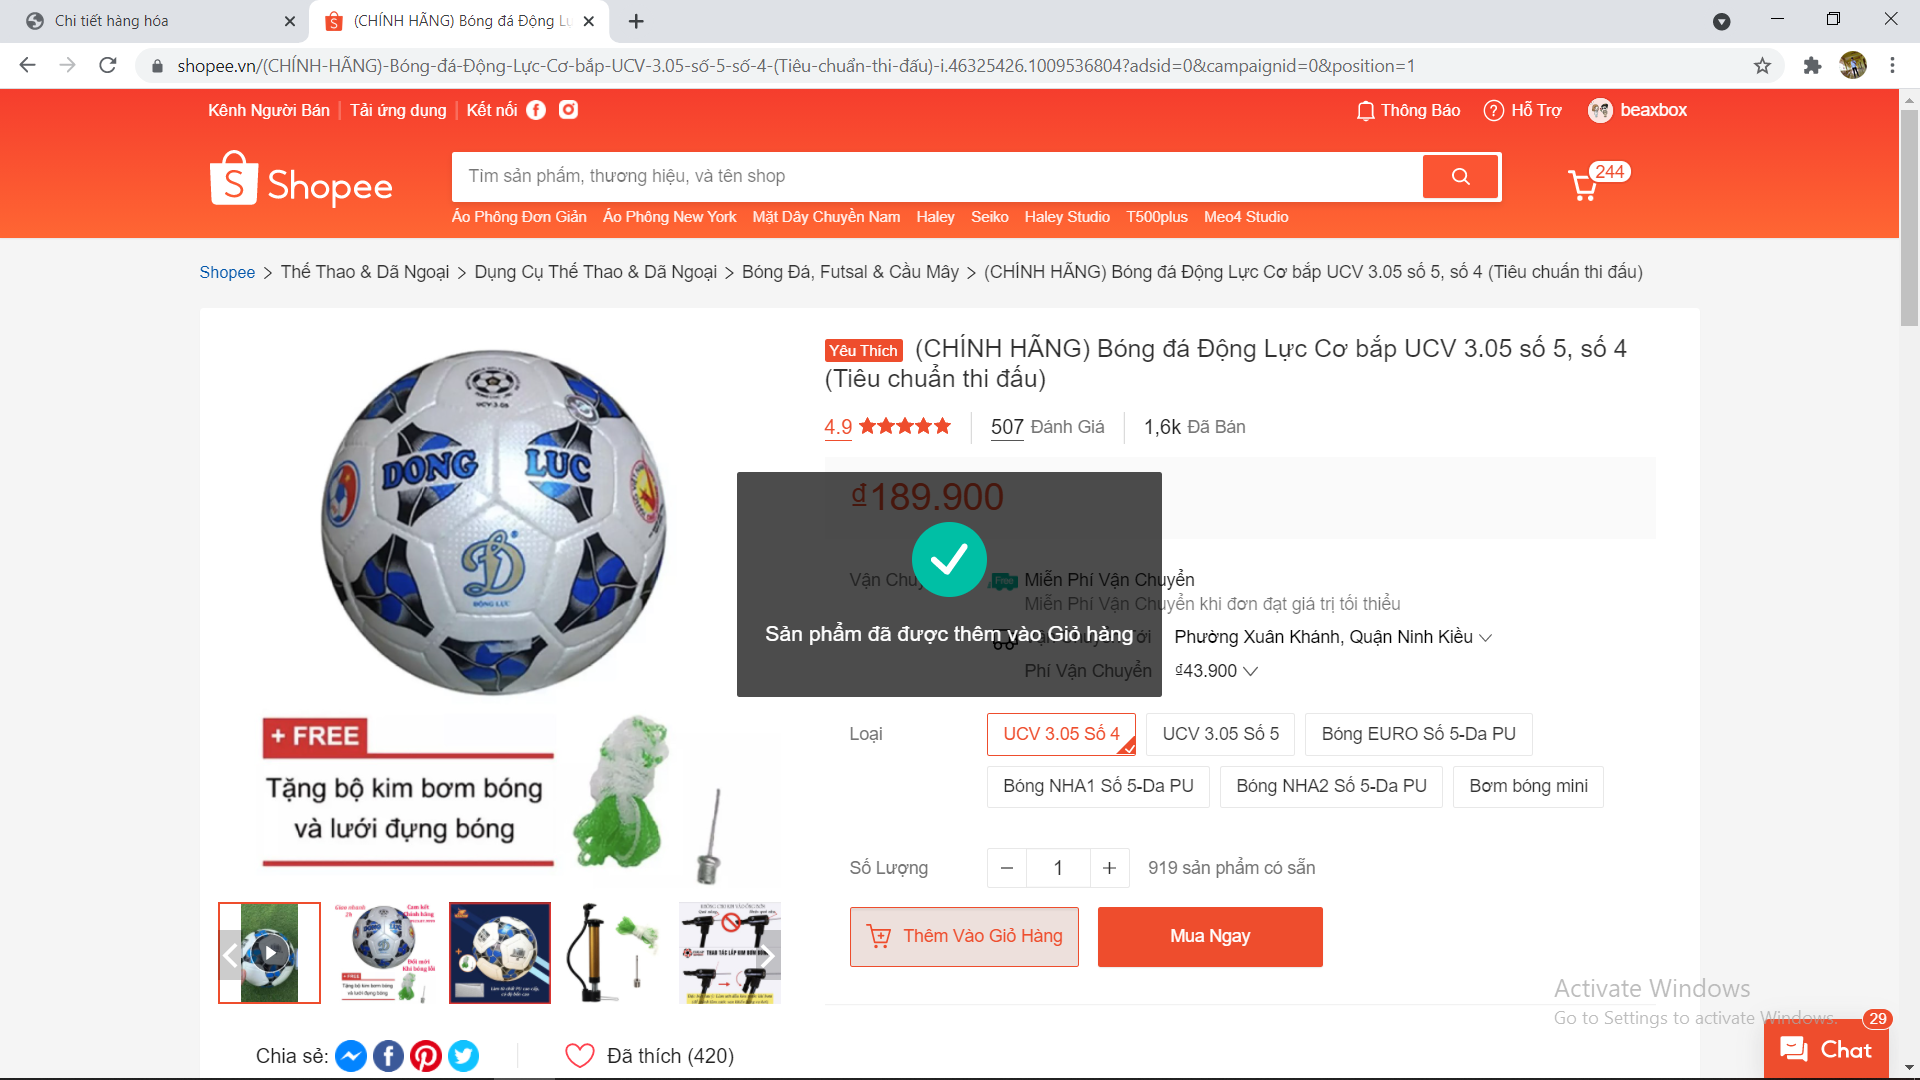 Chi tiết hàng hóa
(CHÍNH HÃNG) Bóng đá Động Lự
shopee.vn/(CHÍNH-HÃNG)-Bóng-đá-Động-Lực-Cơ-bắp-UCV-3.05-số-5-số-4-(Tiêu-chuẩn-thi-đấu)-i.46325426.1009536804?adsid=0&campaignid=0&position=1
Kênh Người Bán
Tải ứng dụng
Kết nối
Thông Báo
Hỗ Trợ
beaxbox
Shopee
Tìm sản phẩm, thương hiệu, và tên shop
244
Áo Phông Đơn Giản Áo Phông New York Mặt Dây Chuyền Nam Haley Seiko Haley Studio T500plus Meo4 Studio
Shopee > Thể Thao & Dã Ngoại > Dụng Cụ Thể Thao & Dã Ngoại > Bóng Đá, Futsal & Cầu Mây > (CHÍNH HÃNG) Bóng đá Động Lực Cơ bắp UCV 3.05 số 5, số 4 (Tiêu chuẩn thi đấu)
Yêu Thích (CHÍNH HÃNG) Bóng đá Động Lực Cơ bắp UCV 3.05 số 5, số 4
(Tiêu chuẩn thi đấu)
4.9
507 Đánh Giá
1,6k Đã Bán
₫189.900
Vận Chu
Free
Miễn Phí Vận Chuyển
Miễn Phí Vận Chuyển khi đơn đạt giá trị tối thiểu
Sản phẩm đã được thêm vào Giỏ hàng
Phường Xuân Khánh, Quận Ninh Kiều
Phí Vận Chuyển
₫43.900
Loại
UCV 3.05 Số 4
UCV 3.05 Số 5
Bóng EURO Số 5-Da PU
Bóng NHA1 Số 5-Da PU
Bóng NHA2 Số 5-Da PU
Bơm bóng mini
Số Lượng
1
919 sản phẩm có sẵn
Thêm Vào Giỏ Hàng
Mua Ngay
UCV-3.05
DONG LUC
ĐỘNG LỰC
+ FREE
Tặng bộ kim bơm bóng
và lưới đựng bóng
Cam kết
Chính hãng
Đổi mới
+ FREE
Chia sẻ:
Đã thích (420)
Activate Windows
Go to Settings to activate Windows.
29
Chat